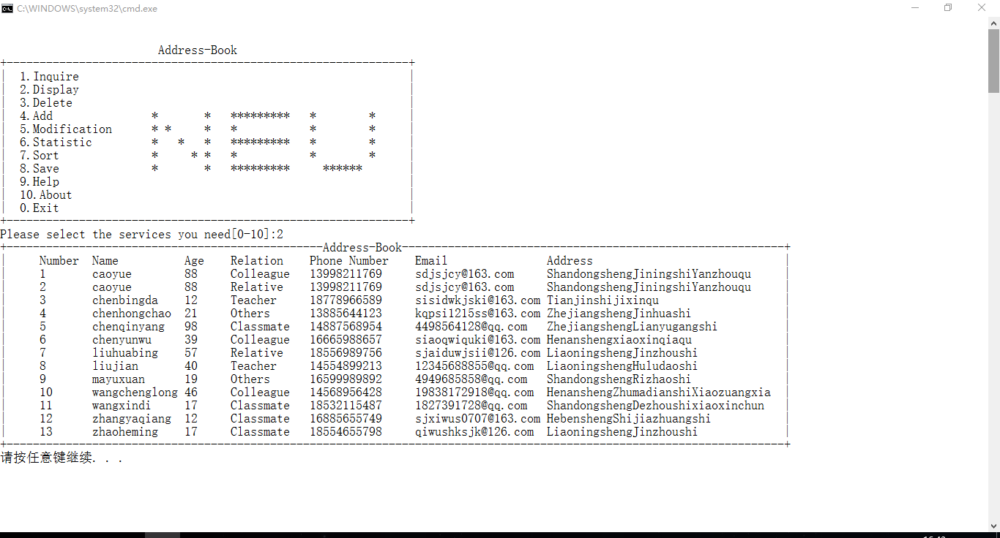 C:\WINDOWS\system32\cmd.exe
Address-Book
1.Inquire
2.Display
3.Delete
4.Add
5.Modification
6.Statistic
7.Sort
8.Save
9.Help
10.About
0.Exit
NEU
Please select the services you need[0-10]:2
Address-Book
Number Name Age Relation Phone Number Email Address
1 caoyue 88 Colleague 13998211769 sdjsjcy@163.com ShandongshengJiningshiYanzhouqu
2 caoyue 88 Relative 13998211769 sdjsjcy@163.com ShandongshengJiningshiYanzhouqu
3 chenbingda 12 Teacher 18778966589 sisidwkjski@163.com Tianjinshijixinqu
4 chenhongchao 21 Others 13885644123 kqpsi1215ss@163.com ZhejiangshengJinhuashi
5 chenqinyang 98 Classmate 14887568954 4498564128@qq.com ZhejiangshengLianyugangshi
6 chenyunwu 39 Colleague 16665988657 siaoqwiquki@163.com Henanshengxiaoxinqiaqu
7 liuhuabing 57 Relative 18556989756 sjaiduwjsii@126.com LiaoningshengJinzhoushi
8 liujian 40 Teacher 14554899213 12345688855@qq.com LiaoningshengHuludaoshi
9 mayuxuan 19 Others 16599989892 4949685858@qq.com ShandongshengRizhaoshi
10 wangchenglong 46 Colleague 14568956428 19838172918@qq.com HenanshengZhumadianshiXiaozuangxia
11 wangxindi 17 Classmate 18532115487 1827391728@qq.com ShandongshengDezhoushixiaoxinchun
12 zhangyaqiang 12 Classmate 16885655749 sjxiwus0707@163.com HebenshengShijiazhuangshi
13 zhaoheming 17 Classmate 18554655798 qiwushksjk@126.com LiaoningshengJinzhoushi
请按任意键继续. . .